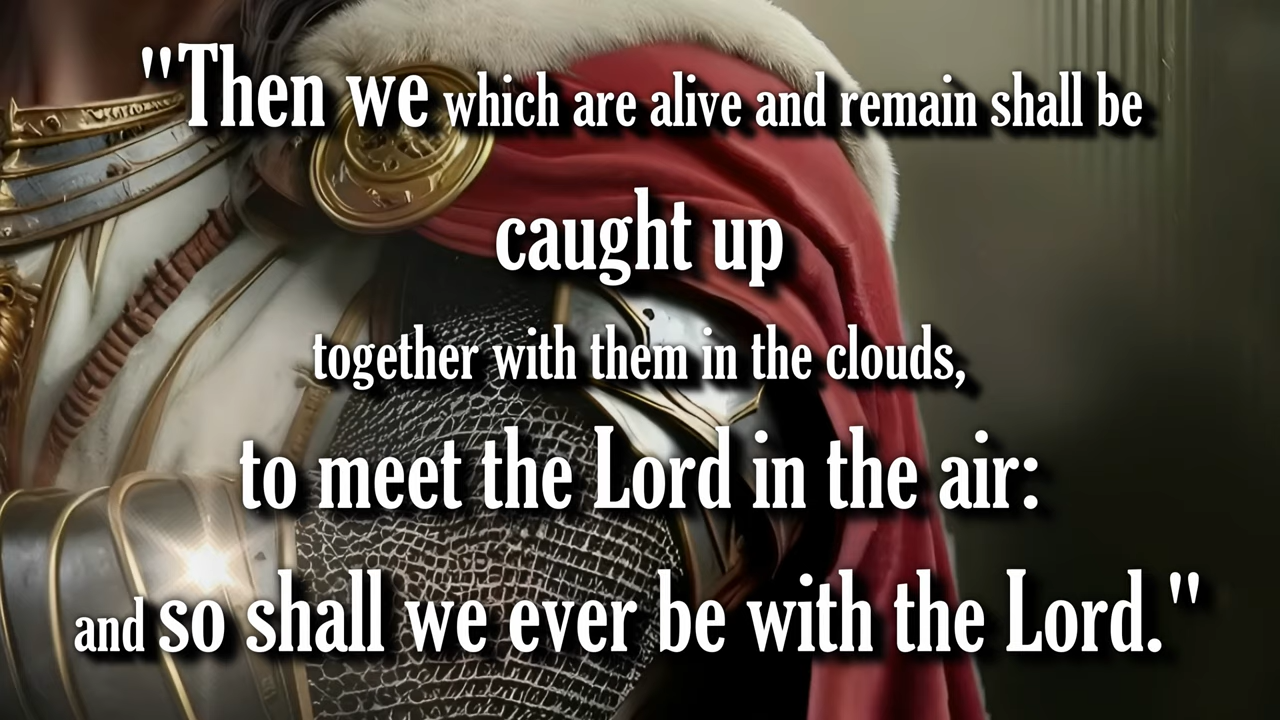 "Then we which are alive and remain shall be
caught up
together with them in the clouds,
to meet the Lord in the air:
and so shall we ever be with the Lord."